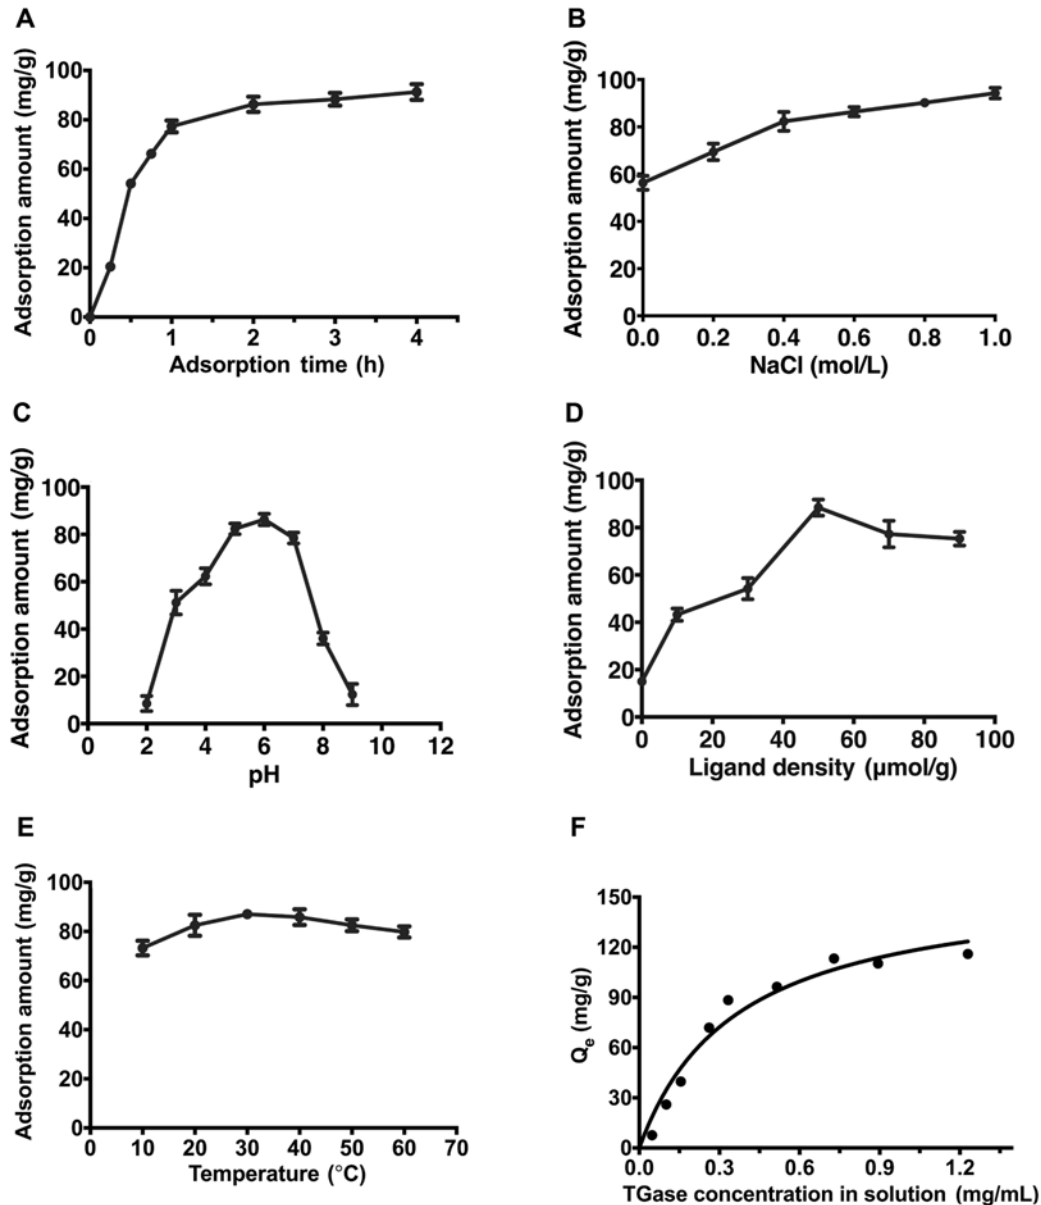 A
Adsorption amount (mg/g)
100
80
60
40
20
0
0 1 2 3 4
Adsorption time (h)
B
Adsorption amount (mg/g)
100
80
60
40
20
0
0.0 0.2 0.4 0.6 0.8 1.0
NaCl (mol/L)
C
Adsorption amount (mg/g)
100
80
60
40
20
0
0 2 4 6 8 10 12
pH
D
Adsorption amount (mg/g)
100
80
60
40
20
0
0 20 40 60 80 100
Ligand density (µmol/g)
E
Adsorption amount (mg/g)
100
80
60
40
20
0
0 10 20 30 40 50 60 70
Temperature (°C)
F
Qe (mg/g)
150
120
90
60
30
0
0.0 0.3 0.6 0.9 1.2
TGase concentration in solution (mg/mL)